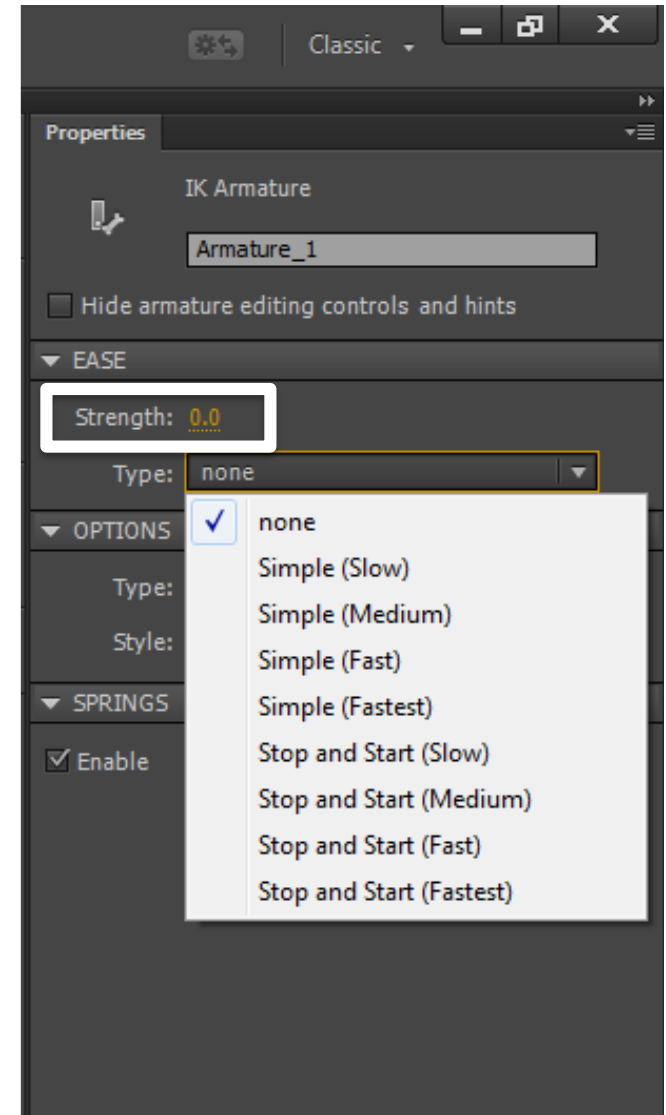 Classic
Properties
IK Armature
Armature_1
Hide armature editing controls and hints
EASE
Strength: 0.0
Type: none
none
Simple (Slow)
Simple (Medium)
Simple (Fast)
Simple (Fastest)
Stop and Start (Slow)
Stop and Start (Medium)
Stop and Start (Fast)
Stop and Start (Fastest)
OPTIONS
Type:
Style:
SPRINGS
Enable